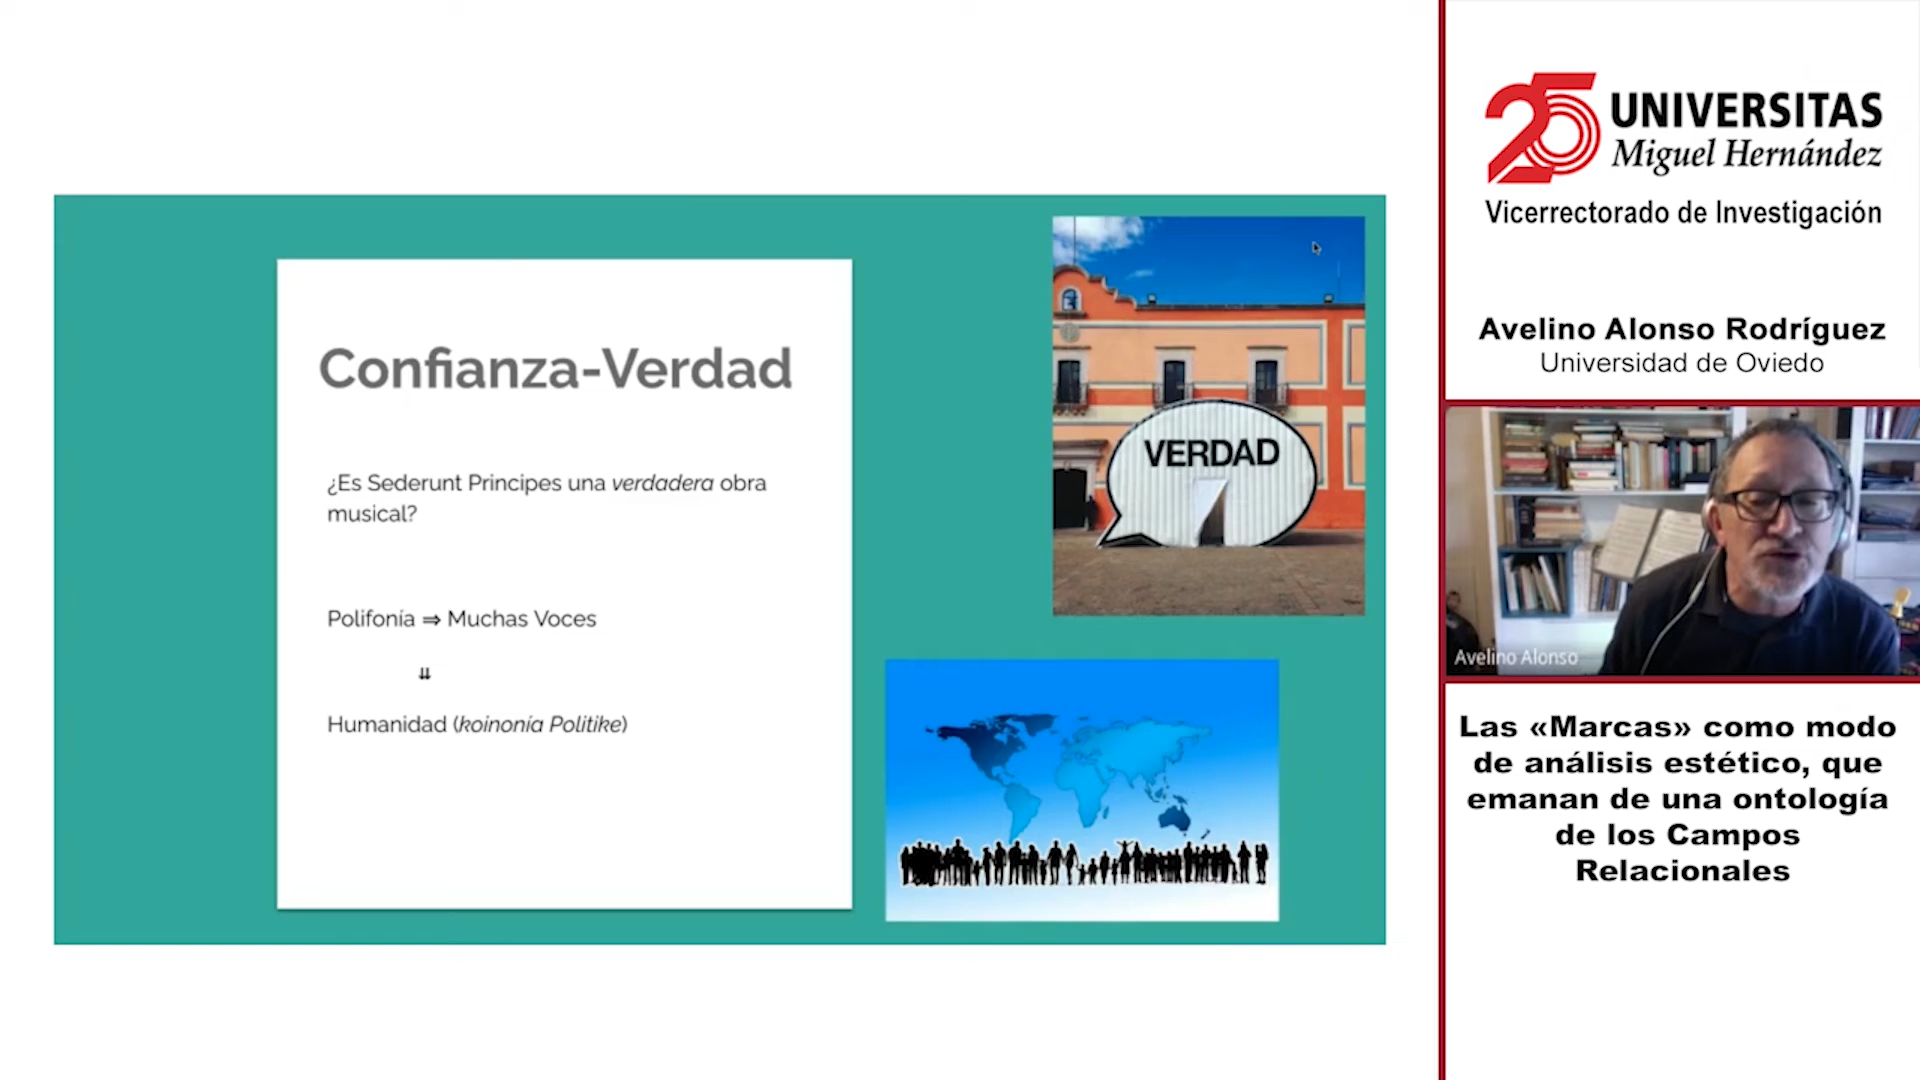 Confianza-Verdad
¿Es Sederunt Principes una verdadera obra
musical?
Polifonía ⇒ Muchas Voces
⇊
Humanidad (koinonía Politike)
VERDAD
25 UNIVERSITAS
Miguel Hernández
Vicerrectorado de Investigación
Avelino Alonso Rodríguez
Universidad de Oviedo
Avelino Alonso
Las «Marcas» como modo
de análisis estético, que
emanan de una ontología
de los Campos
Relacionales